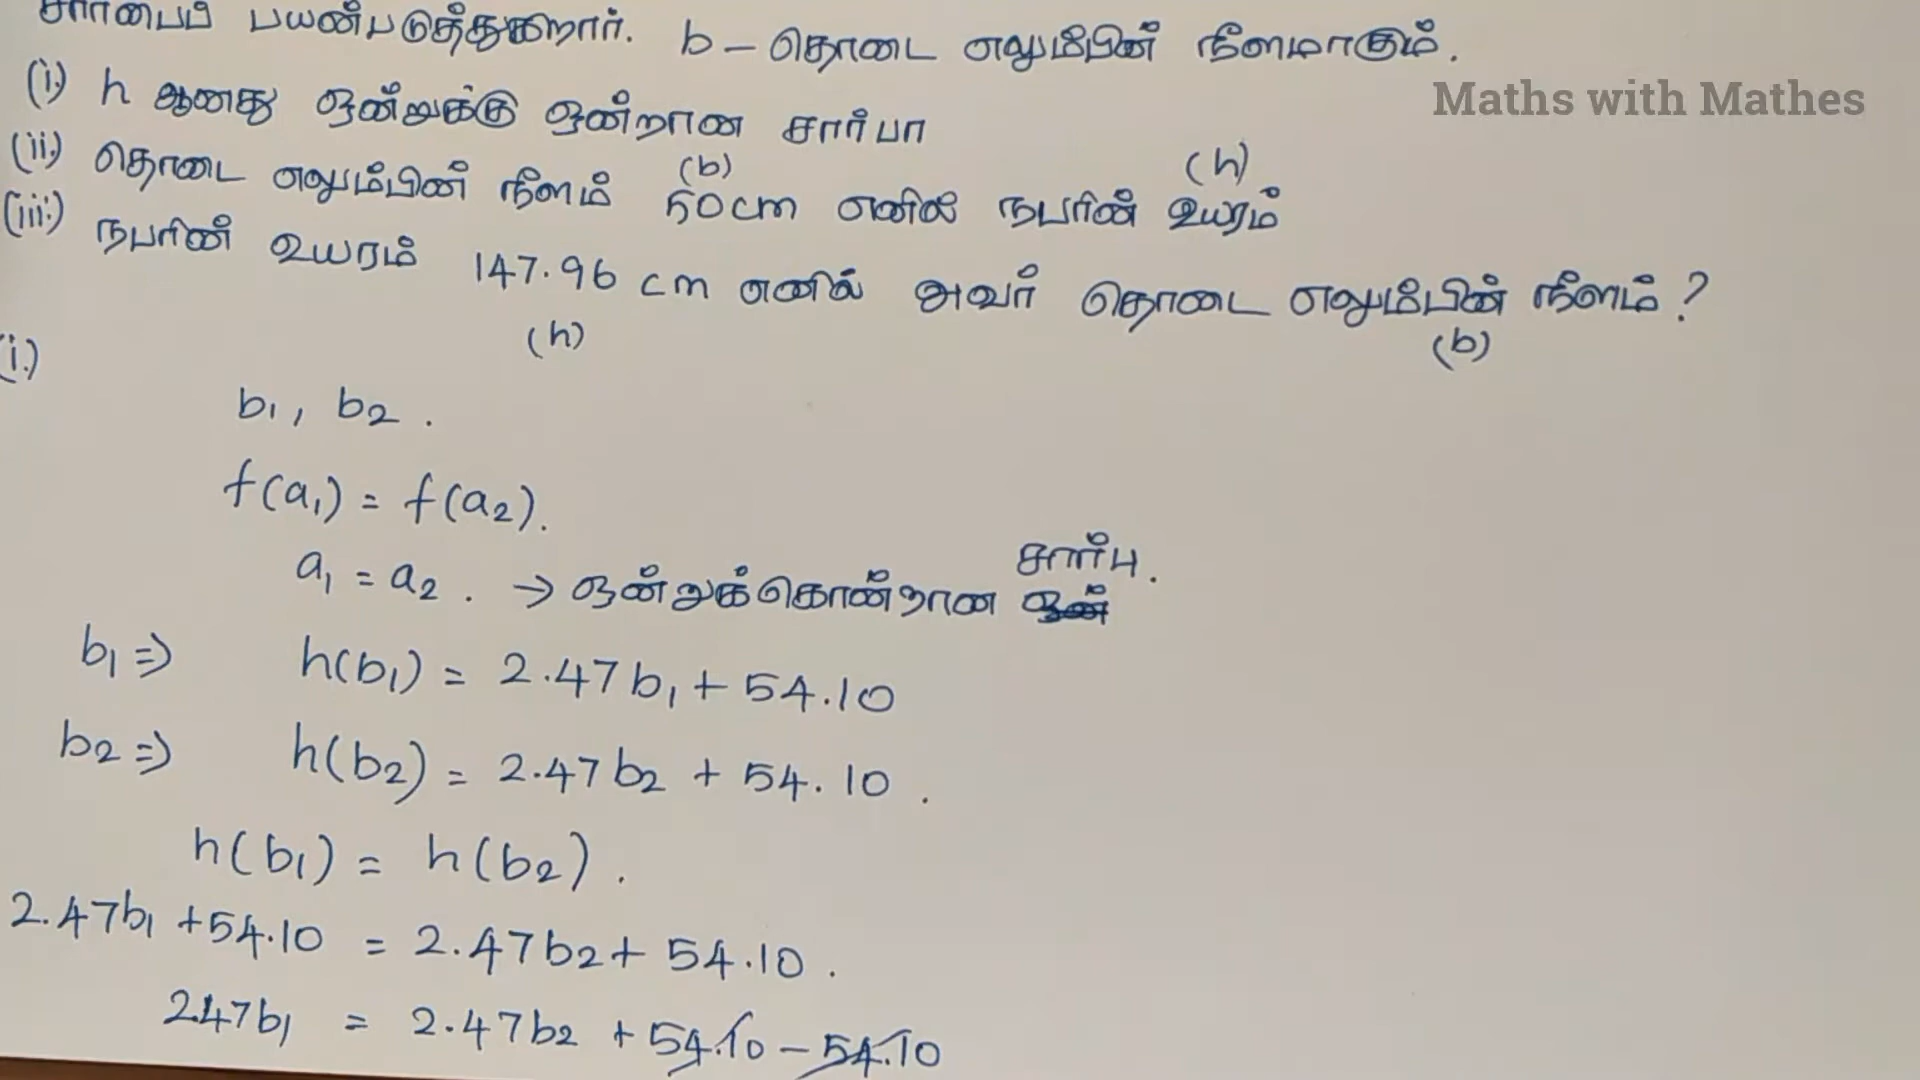 சார்பைப் பயன்படுத்துகிறார். b – தொடை எலும்பின் நீளமாகும்.
Maths with Mathes
(i) h ஆனது ஒன்றுக்கு ஒன்றான சார்பா
(ii) தொடை எலும்பின் நீளம் (b) 50cm எனில் நபரின் உயரம் (h)
(iii) நபரின் உயரம் 147.96 cm எனில் அவர் தொடை எலும்பின் நீளம் ?
(h) (b)
(i.)
b1, b2 .
f(a1) = f(a2).
a1 = a2 . → ஒன்றுக்கொன்றான சார்பு.
b1 ⇒ h(b1) = 2.47b1 + 54.10
b2 ⇒ h(b2) = 2.47b2 + 54.10 .
h(b1) = h(b2) .
2.47b1 + 54.10 = 2.47b2 + 54.10 .
2.47b1 = 2.47b2 + 54.10 – 54.10